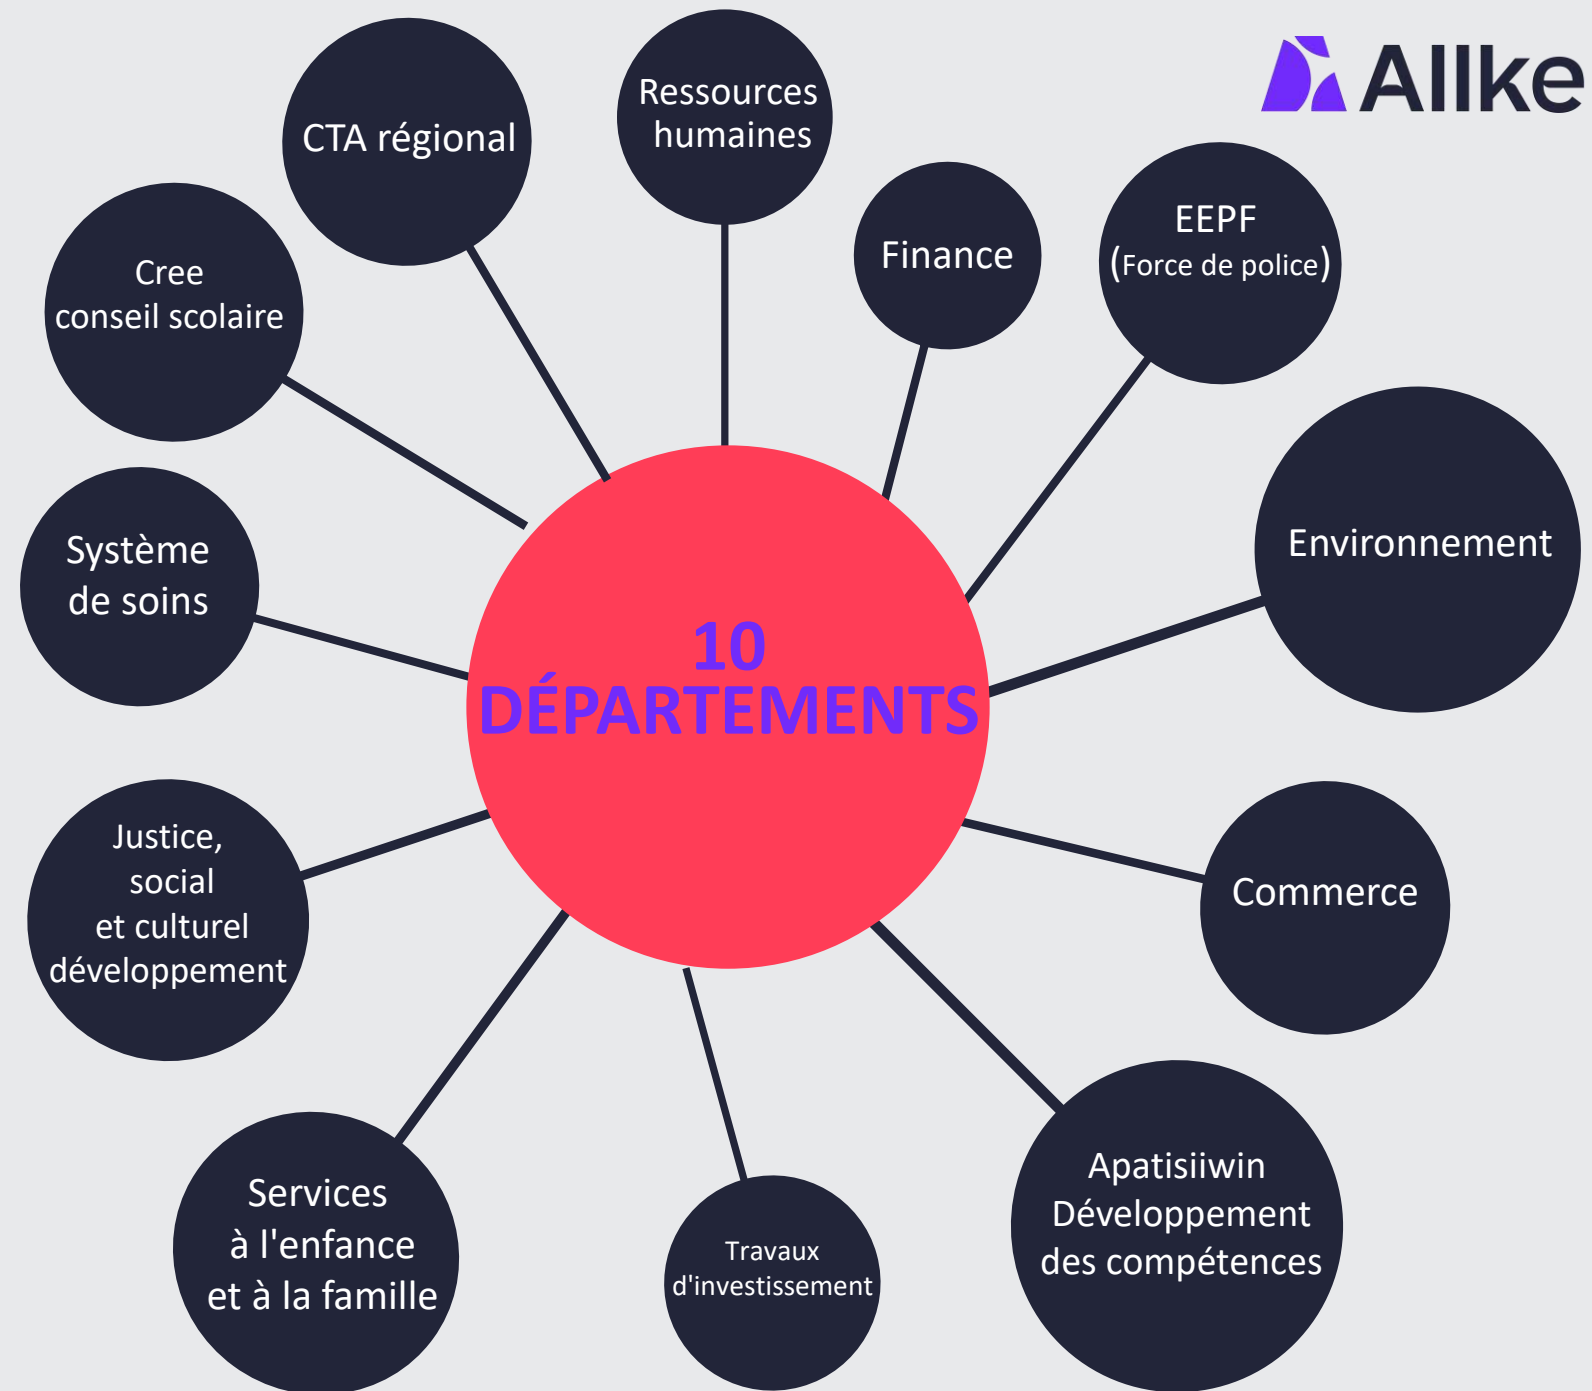 Allke
Ressources
humaines
CTA régional
Finance
EEPF
(Force de police)
Cree
conseil scolaire
Environnement
Système
de soins
10
DÉPARTEMENTS
Justice,
social
et culturel
développement
Commerce
Services
à l'enfance
et à la famille
Travaux
d'investissement
Apatisiiwin
Développement
des compétences